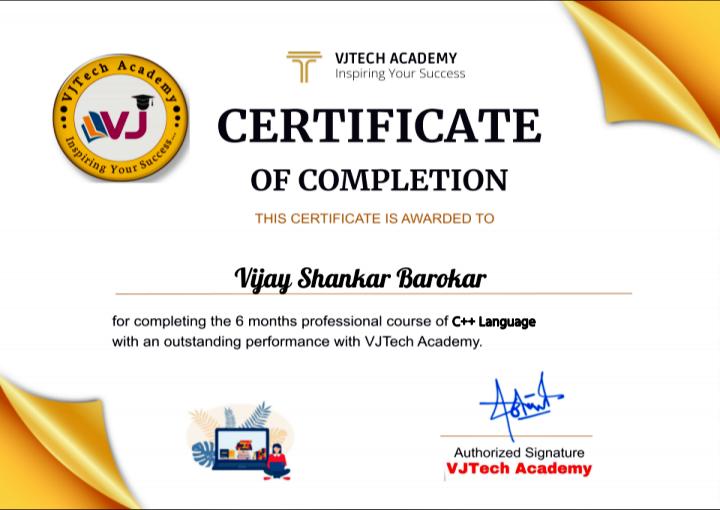 VJTECH ACADEMY
Inspiring Your Success
VJTech Academy
VJ
Inspiring Your Success...
CERTIFICATE
OF COMPLETION
THIS CERTIFICATE IS AWARDED TO
Vijay Shankar Barokar
for completing the 6 months professional course of C++ Language
with an outstanding performance with VJTech Academy.
Authorized Signature
VJTech Academy